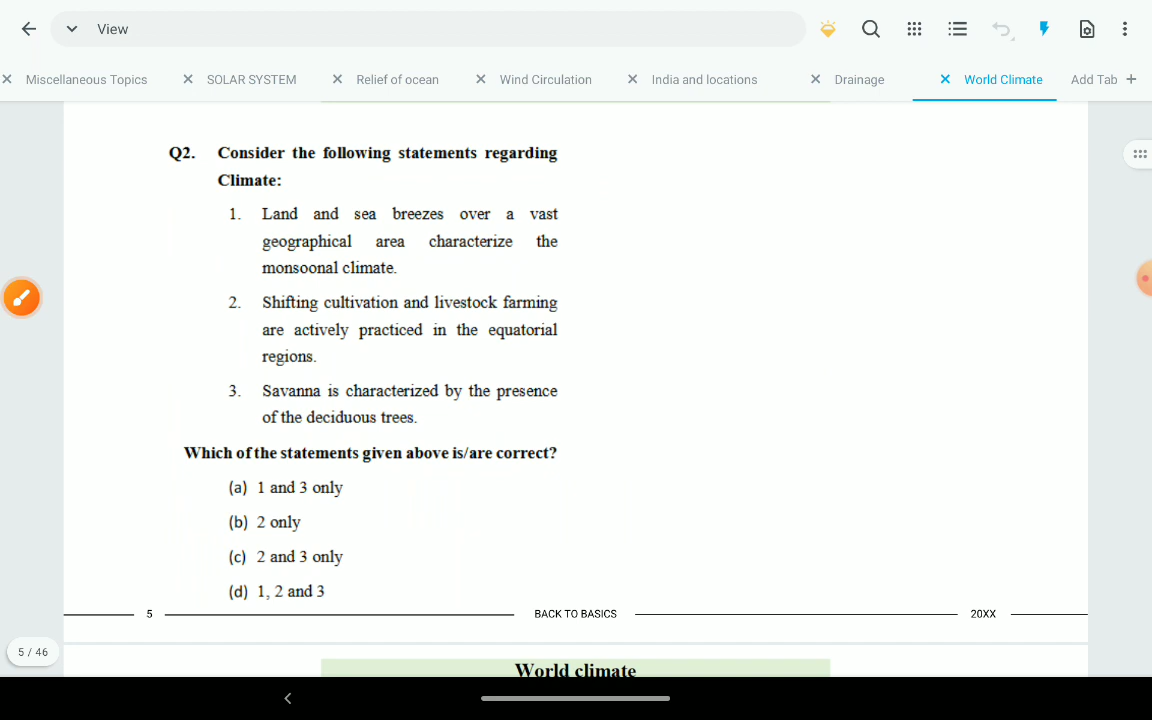 View
Miscellaneous Topics
SOLAR SYSTEM
Relief of ocean
Wind Circulation
India and locations
Drainage
World Climate
Add Tab +
Q2. Consider the following statements regarding
Climate:
1. Land and sea breezes over a vast
geographical area characterize the
monsoonal climate.
2. Shifting cultivation and livestock farming
are actively practiced in the equatorial
regions.
3. Savanna is characterized by the presence
of the deciduous trees.
Which of the statements given above is/are correct?
(a) 1 and 3 only
(b) 2 only
(c) 2 and 3 only
(d) 1, 2 and 3
5 BACK TO BASICS 20XX
5 / 46
World climate